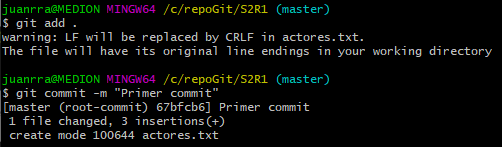 juanrra@MEDION MINGW64 /c/repoGit/S2R1 (master)
$ git add .
warning: LF will be replaced by CRLF in actores.txt.
The file will have its original line endings in your working directory
juanrra@MEDION MINGW64 /c/repoGit/S2R1 (master)
$ git commit -m "Primer commit"
[master (root-commit) 67bfcb6] Primer commit
 1 file changed, 3 insertions(+)
 create mode 100644 actores.txt